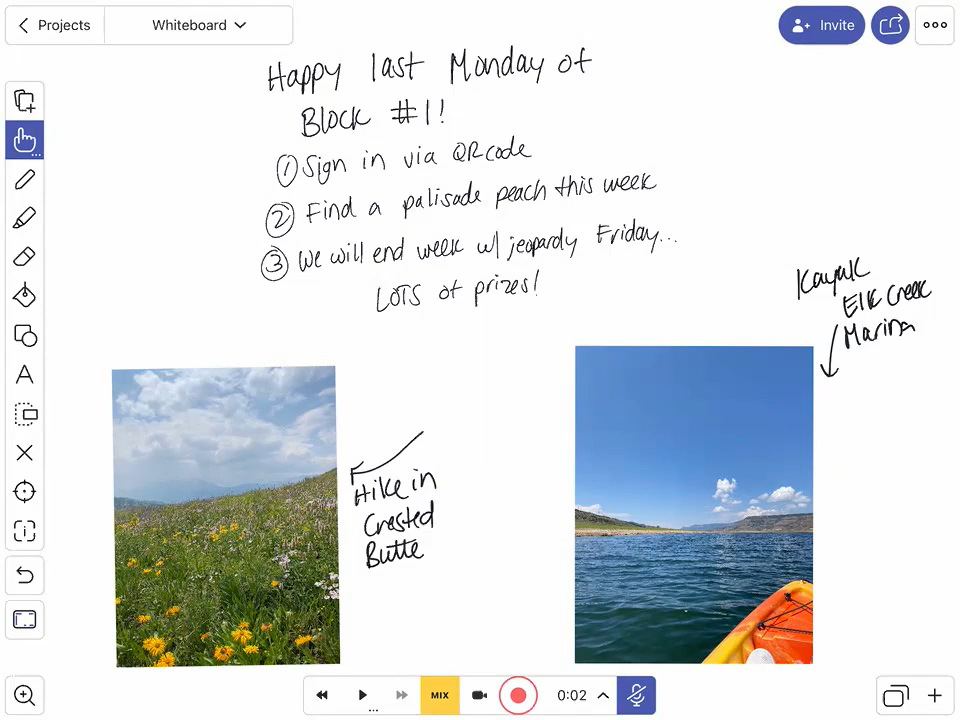 Projects
Whiteboard
Invite
Happy last Monday of
Block #1!
① Sign in via QR code
② Find a palisade peach this week
③ We will end week w/ jeopardy Friday...
LOTS of prizes!
Kayak
Elk Creek
Marina
Hike in
Crested
Butte
A
MIX
0:02